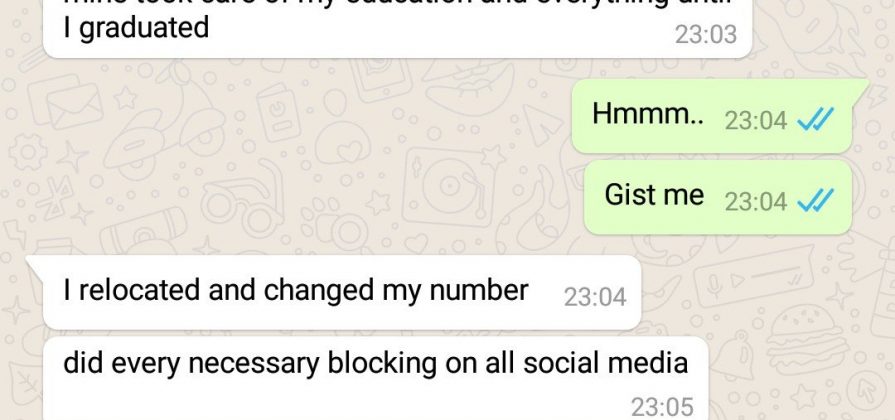 I graduated
23:03
Hmmm.. 23:04
Gist me 23:04
I relocated and changed my number 23:04
did every necessary blocking on all social media
23:05